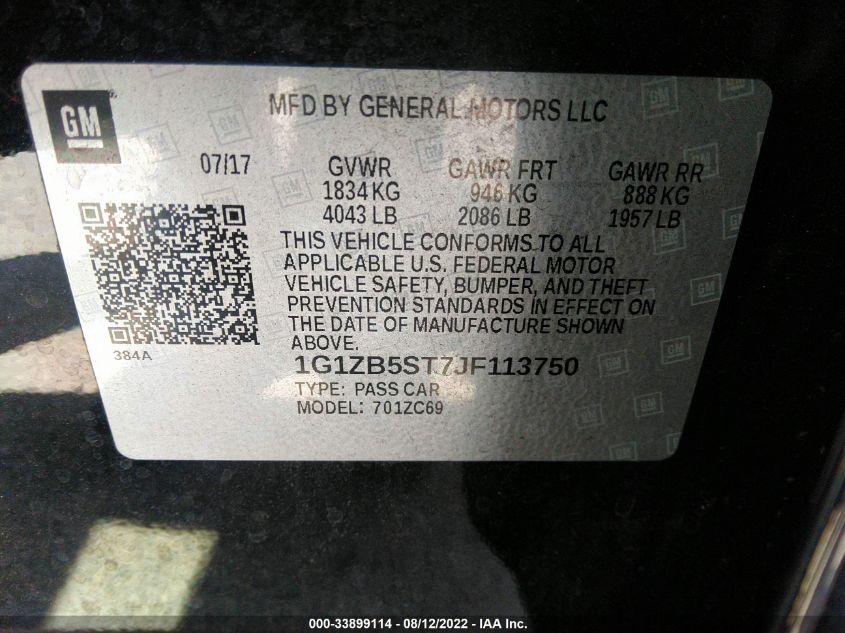 GM
MFD BY GENERAL MOTORS LLC
07/17 GVWR GAWR FRT GAWR RR
1834 KG 946 KG 888 KG
4043 LB 2086 LB 1957 LB
THIS VEHICLE CONFORMS TO ALL
APPLICABLE U.S. FEDERAL MOTOR
VEHICLE SAFETY, BUMPER, AND THEFT
PREVENTION STANDARDS IN EFFECT ON
THE DATE OF MANUFACTURE SHOWN
ABOVE.
384A
1G1ZB5ST7JF113750
TYPE: PASS CAR
MODEL: 701ZC69
000-33899114 - 08/12/2022 - IAA Inc.